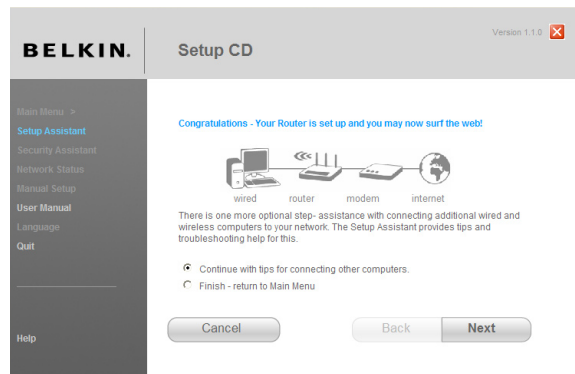 BELKIN.
Setup CD
Version 1.1.0
Main Menu >
Setup Assistant
Security Assistant
Network Status
Manual Setup
User Manual
Language
Quit
Help
Congratulations - Your Router is set up and you may now surf the web!
wired router modem internet
There is one more optional step- assistance with connecting additional wired and
wireless computers to your network. The Setup Assistant provides tips and
troubleshooting help for this.
Continue with tips for connecting other computers.
Finish - return to Main Menu
Cancel
Back
Next